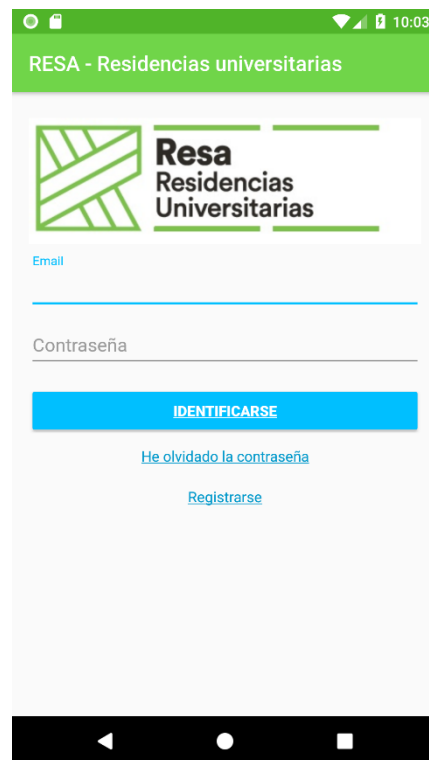 10:03
RESA - Residencias universitarias
Resa
Residencias
Universitarias
Email
Contraseña
IDENTIFICARSE
He olvidado la contraseña
Registrarse